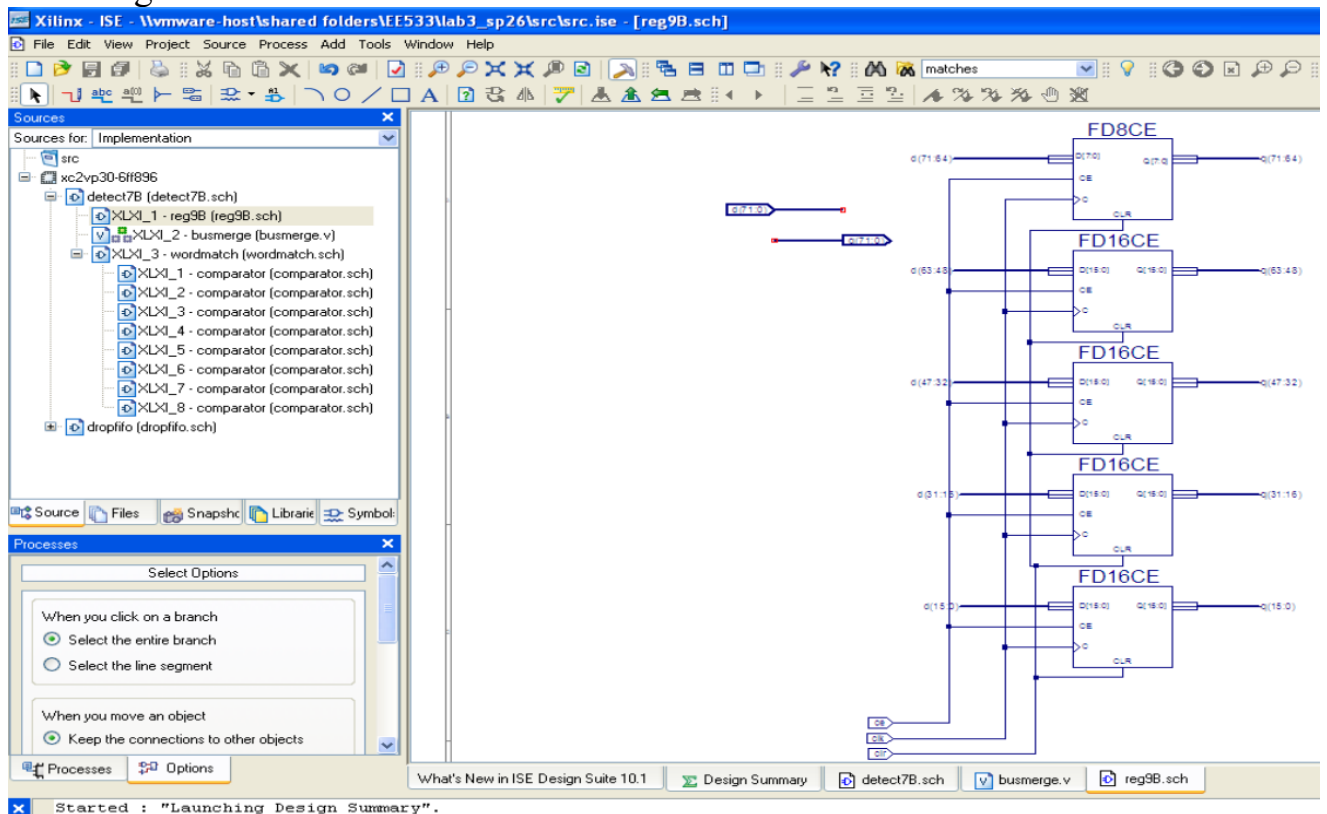 Xilinx - ISE - \\vmware-host\shared folders\EE533\lab3_sp26\src\src.ise - [reg9B.sch]
File Edit View Project Source Process Add Tools Window Help
matches
Sources
Sources for: Implementation
src
xc2vp30-6ff896
detect7B (detect7B.sch)
XLXI_1 - reg9B (reg9B.sch)
XLXI_2 - busmerge (busmerge.v)
XLXI_3 - wordmatch (wordmatch.sch)
XLXI_1 - comparator (comparator.sch)
XLXI_2 - comparator (comparator.sch)
XLXI_3 - comparator (comparator.sch)
XLXI_4 - comparator (comparator.sch)
XLXI_5 - comparator (comparator.sch)
XLXI_6 - comparator (comparator.sch)
XLXI_7 - comparator (comparator.sch)
XLXI_8 - comparator (comparator.sch)
dropfifo (dropfifo.sch)
Source Files Snapshc Librarie Symbol:
Processes
Select Options
When you click on a branch
Select the entire branch
Select the line segment
When you move an object
Keep the connections to other objects
Processes Options
d(71:0)
q(71:0)
FD8CE
d(71:64) D(7:0) Q(7:0) q(71:64)
CE
C
CLR
FD16CE
d(63:48) D(15:0) Q(15:0) q(63:48)
CE
C
CLR
FD16CE
d(47:32) D(15:0) Q(15:0) q(47:32)
CE
C
CLR
FD16CE
d(31:16) D(15:0) Q(15:0) q(31:16)
CE
C
CLR
FD16CE
d(15:0) D(15:0) Q(15:0) q(15:0)
CE
C
CLR
ce
clk
clr
What's New in ISE Design Suite 10.1 Design Summary detect7B.sch busmerge.v reg9B.sch
Started : "Launching Design Summary".